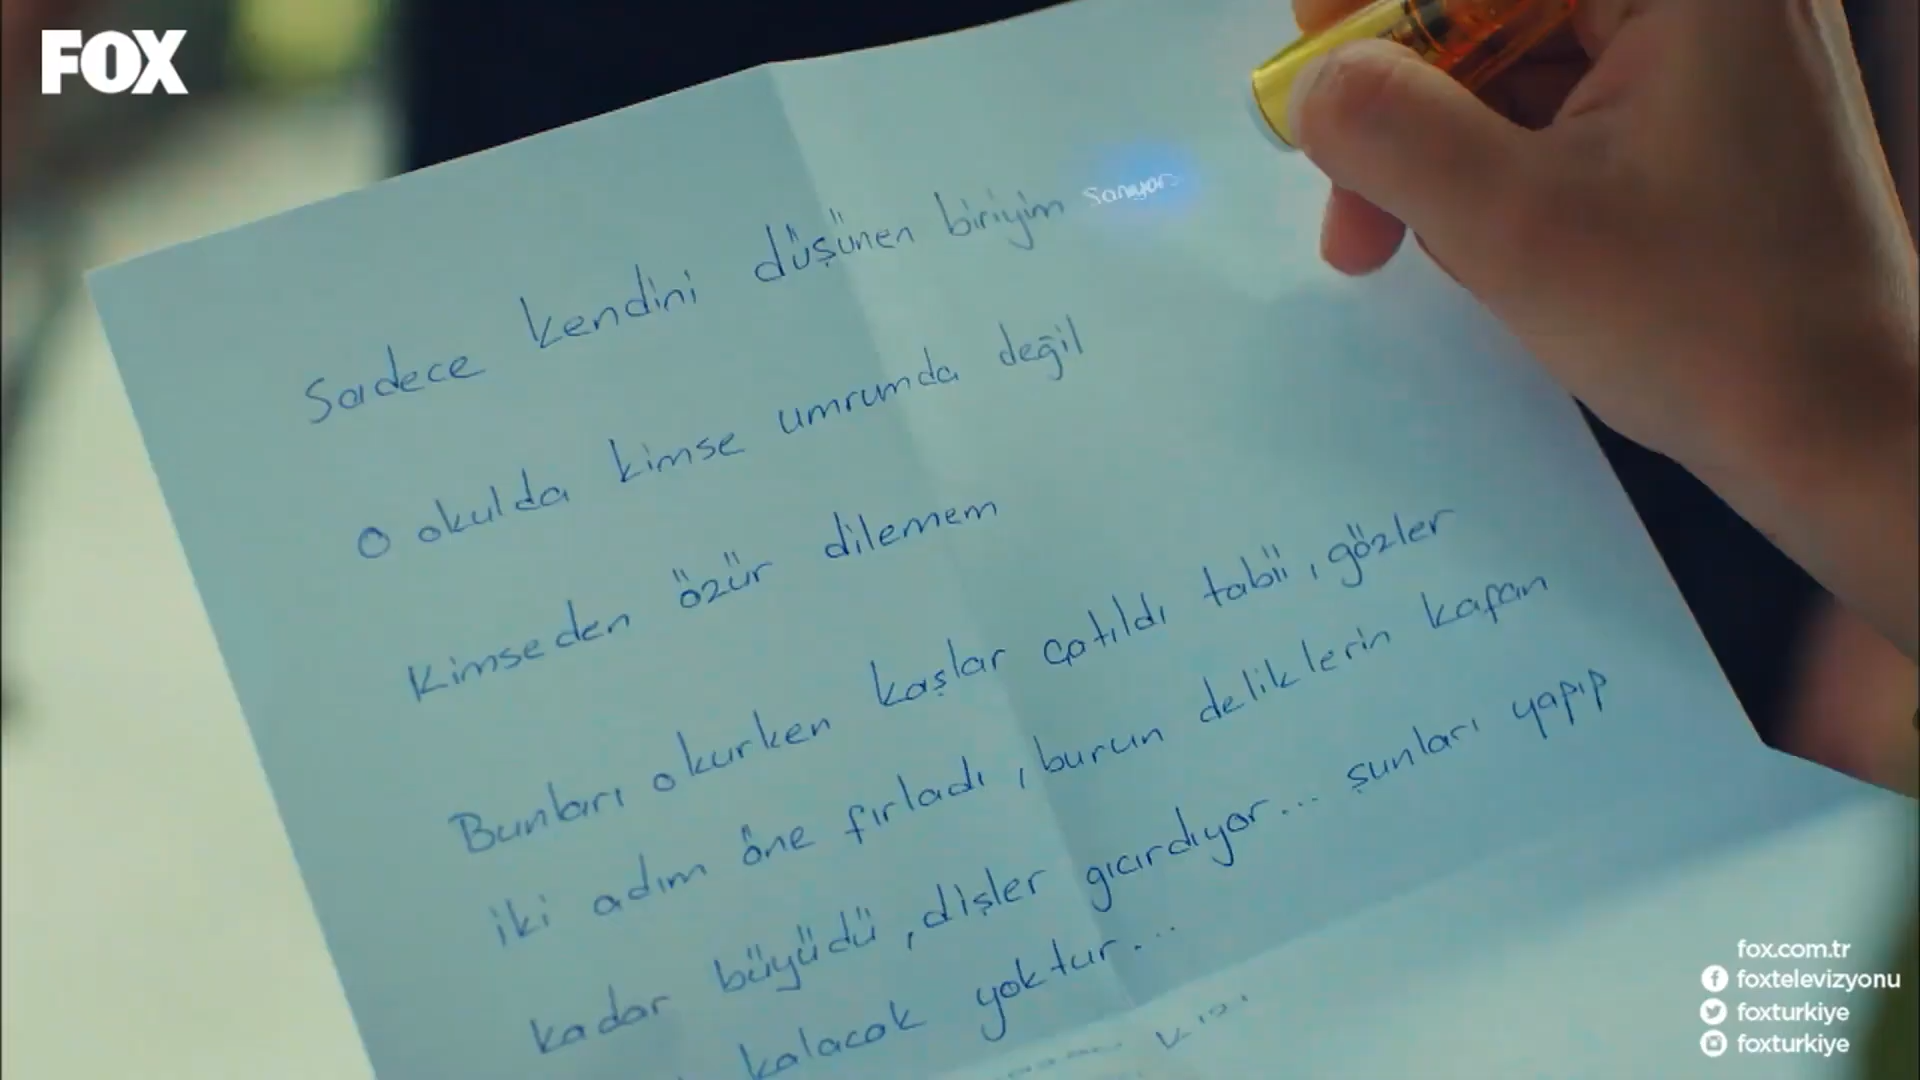 FOX
Sadece kendini düşünen biriyim sanıyor
O okulda kimse umrumda değil
Kimseden özür dilemem
Bunları okurken kaşlar çatıldı tabii, gözler
iki adım öne fırladı, burun deliklerin kafan
kadar büyüdü, dişler gıcırdıyor... şunları yapıp
kalacak yoktur...
fox.com.tr
foxtelevizyonu
foxturkiye
foxturkiye